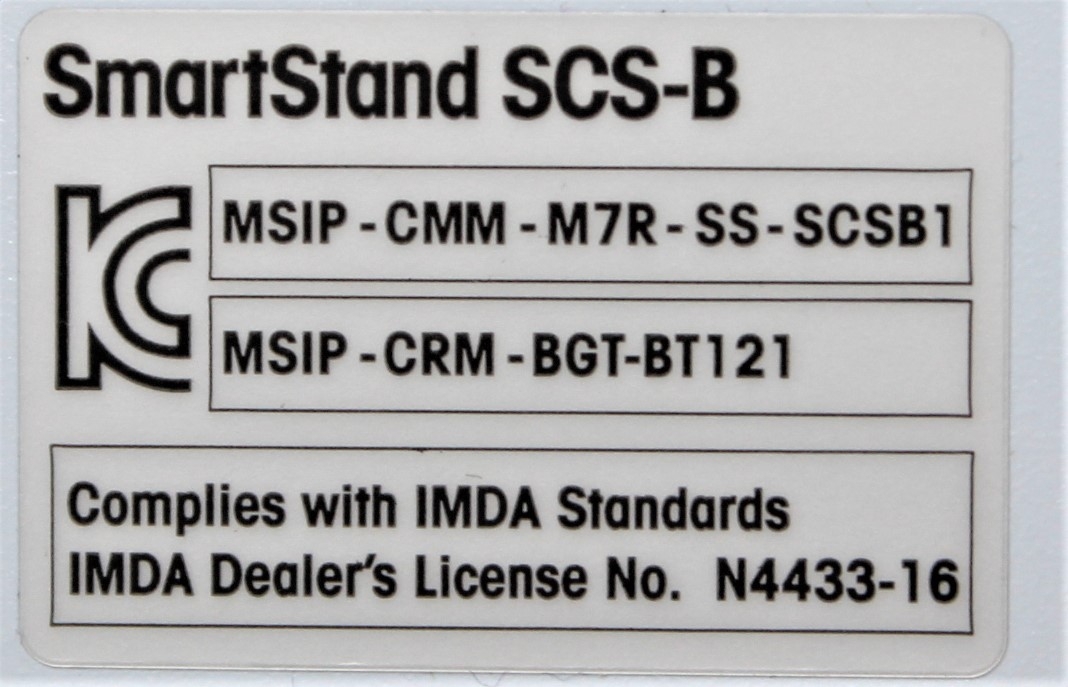 SmartStand SCS-B
KC
MSIP - CMM - M7R - SS - SCSB1
MSIP - CRM - BGT-BT121
Complies with IMDA Standards
IMDA Dealer's License No. N4433-16